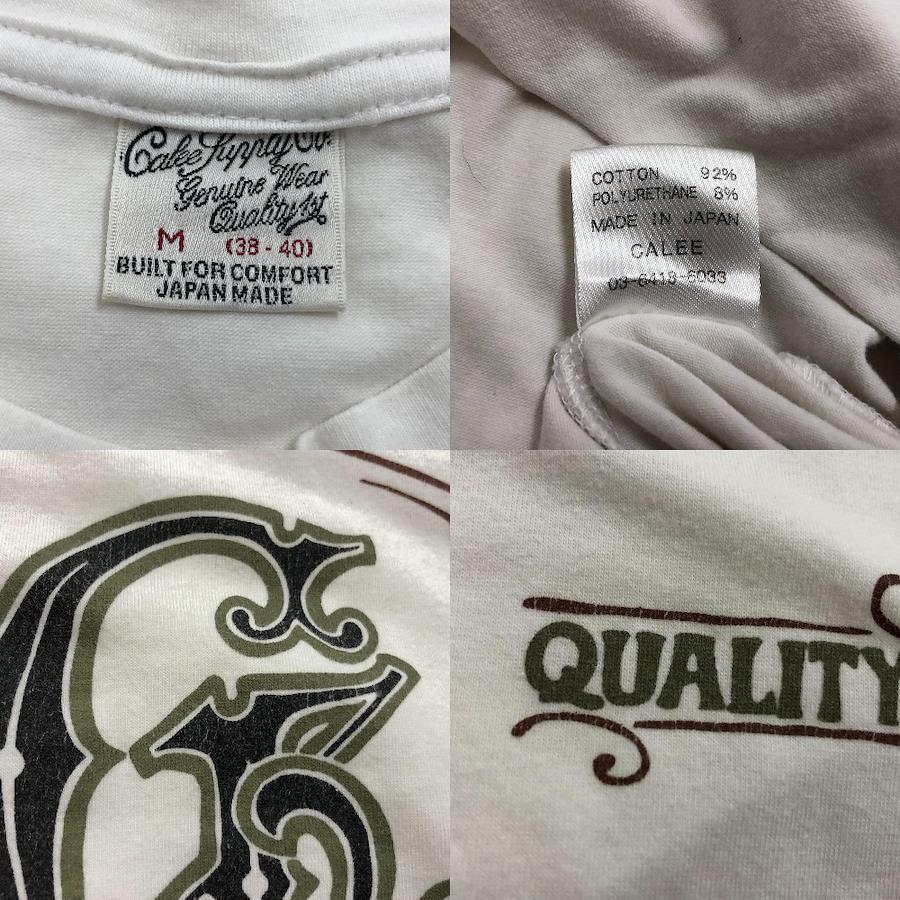 Calee Supply Co.
Genuine Wear
Quality 1st
M (38 - 40)
BUILT FOR COMFORT
JAPAN MADE
COTTON 92%
POLYURETHANE 8%
MADE IN JAPAN
CALEE
03-6413-6033
QUALITY